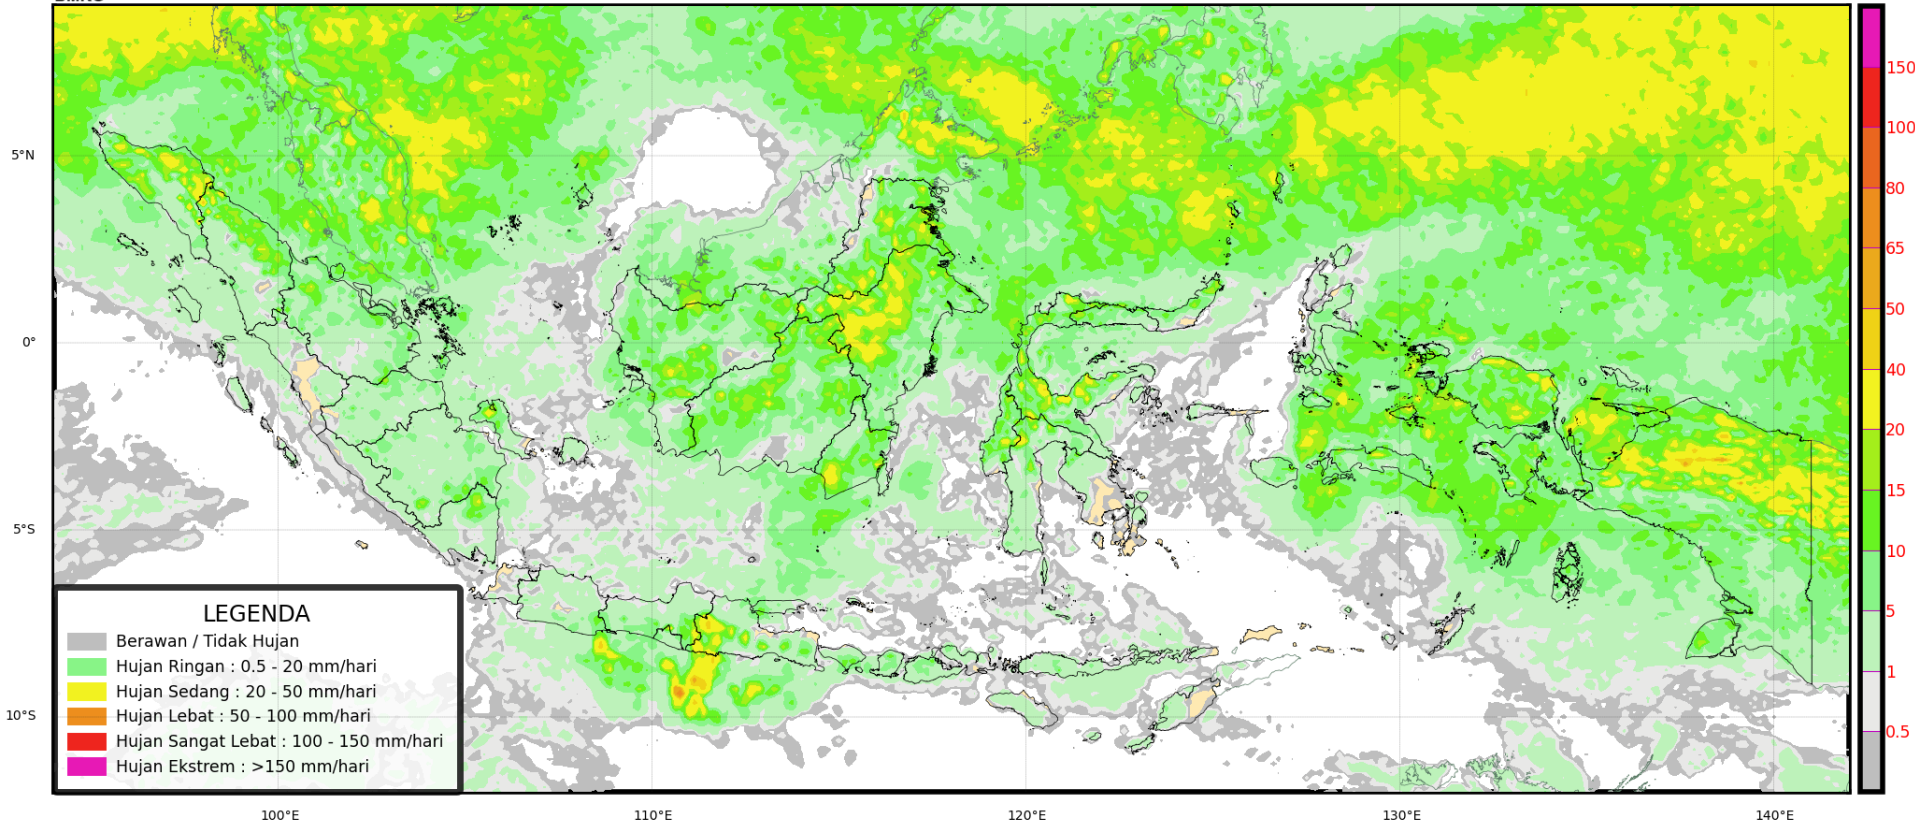 5°N
0°
5°S
10°S
100°E
110°E
120°E
130°E
140°E
150
100
80
65
50
40
20
15
10
5
1
0.5
LEGENDA
Berawan / Tidak Hujan
Hujan Ringan : 0.5 - 20 mm/hari
Hujan Sedang : 20 - 50 mm/hari
Hujan Lebat : 50 - 100 mm/hari
Hujan Sangat Lebat : 100 - 150 mm/hari
Hujan Ekstrem : >150 mm/hari